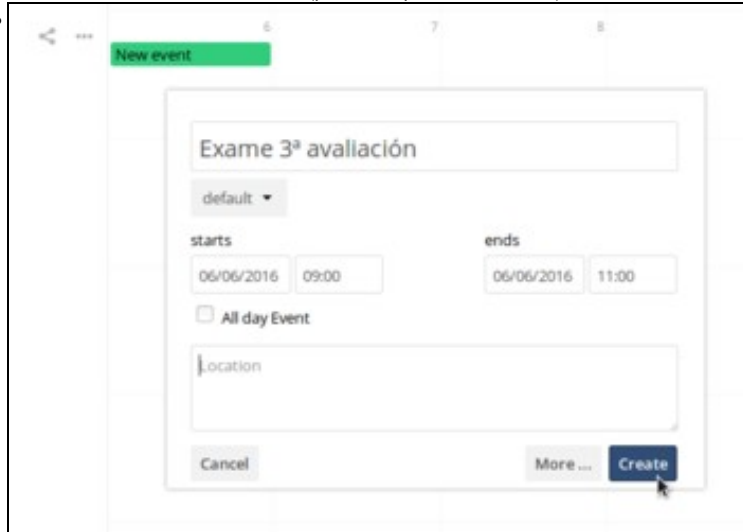 6 7 8
New event
Exame 3ª avaliación
default
starts ends
06/06/2016 09:00 06/06/2016 11:00
All day Event
Location
Cancel More ... Create